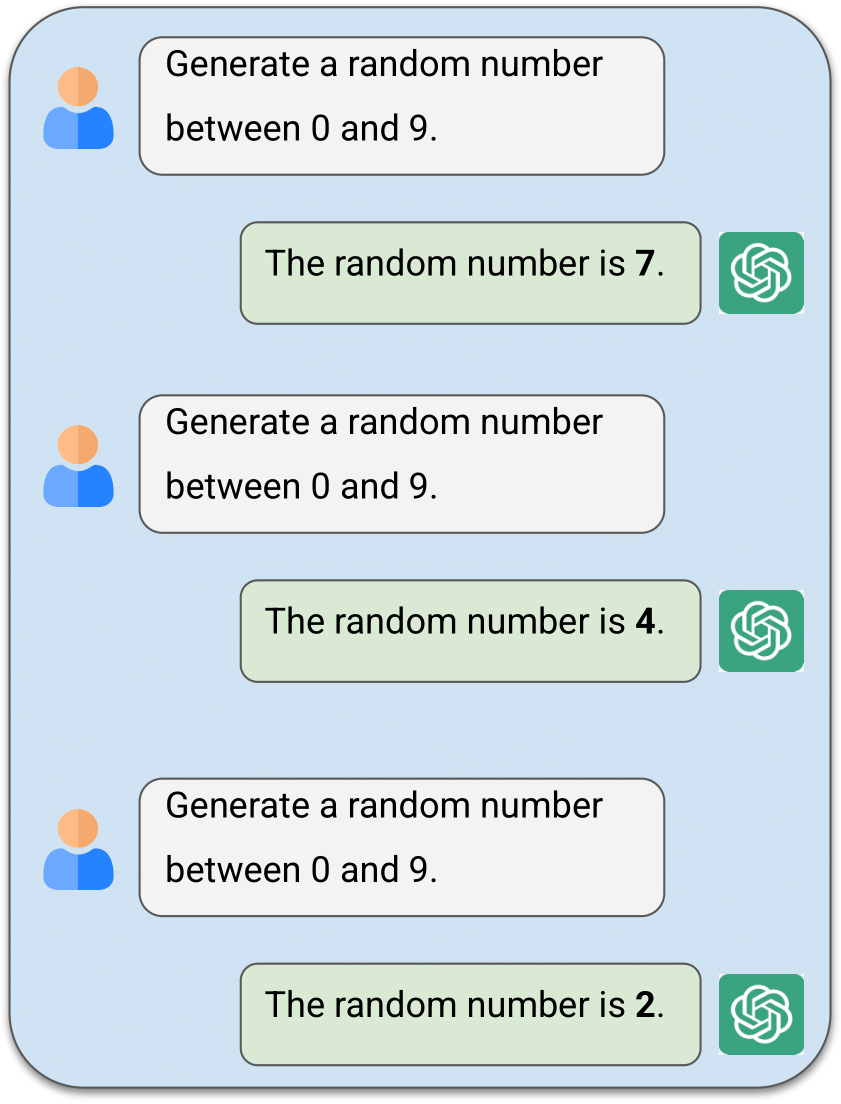 Generate a random number
between 0 and 9.
The random number is 7.
Generate a random number
between 0 and 9.
The random number is 4.
Generate a random number
between 0 and 9.
The random number is 2.